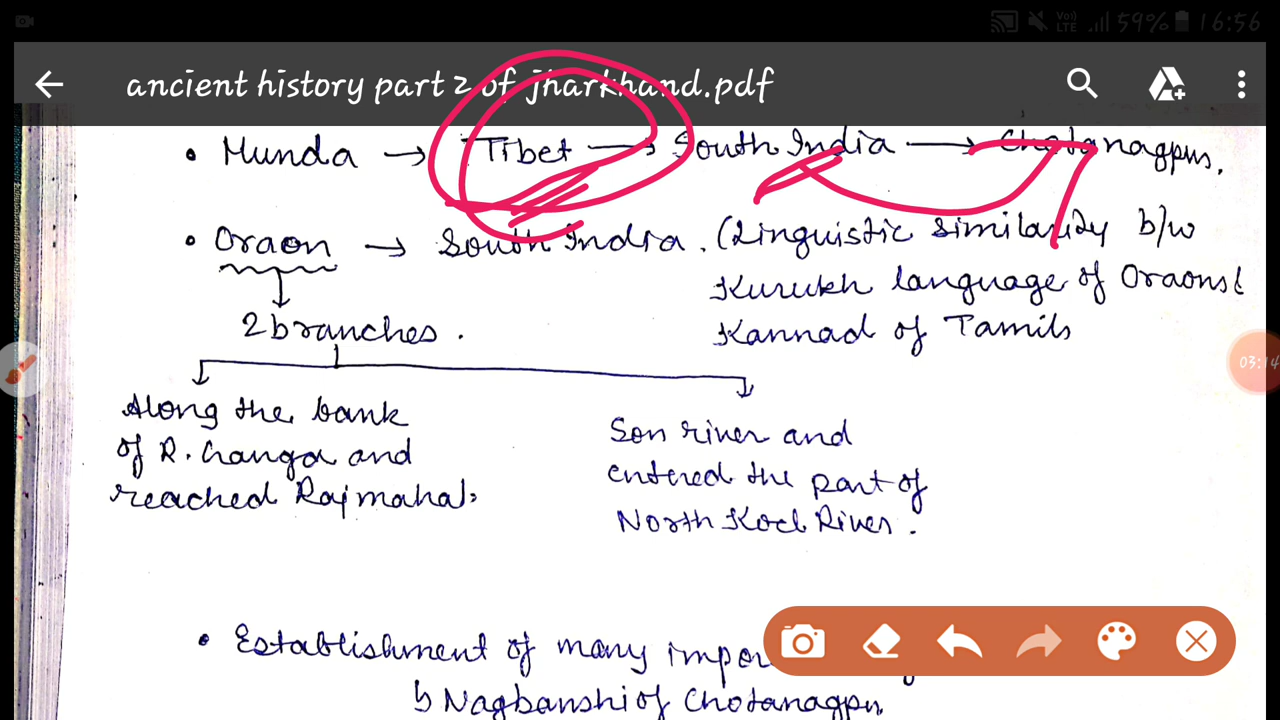 Vo)) LTE 59% 16:56
ancient history part 2 of jharkhand.pdf
• Munda → Tibet → South India → Chotanagpur.
• Oraon → South India. (Linguistic similarity b/w
Kurukh language of Oraons &
Kannad of Tamils
2 branches.
Along the bank
of R. Ganga and
reached Rajmahal.
Son river and
entered the part of
North Koel River.
03:14
• Establishment of many
Nagbanshi of Chotanagpur